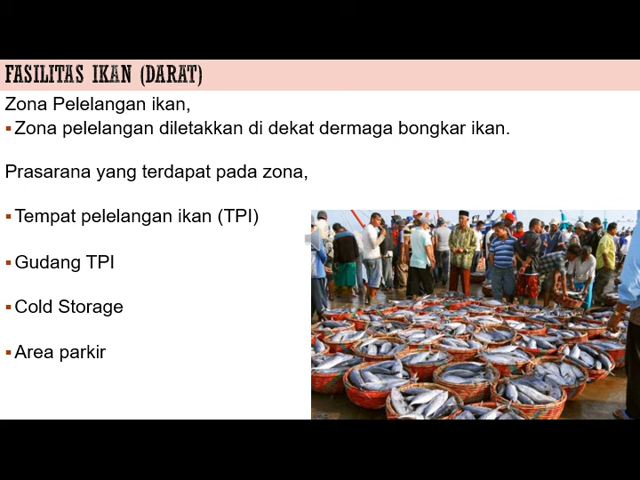 FASILITAS IKAN (DARAT)
Zona Pelelangan ikan,
▪Zona pelelangan diletakkan di dekat dermaga bongkar ikan.
Prasarana yang terdapat pada zona,
▪Tempat pelelangan ikan (TPI)
▪Gudang TPI
▪Cold Storage
▪Area parkir